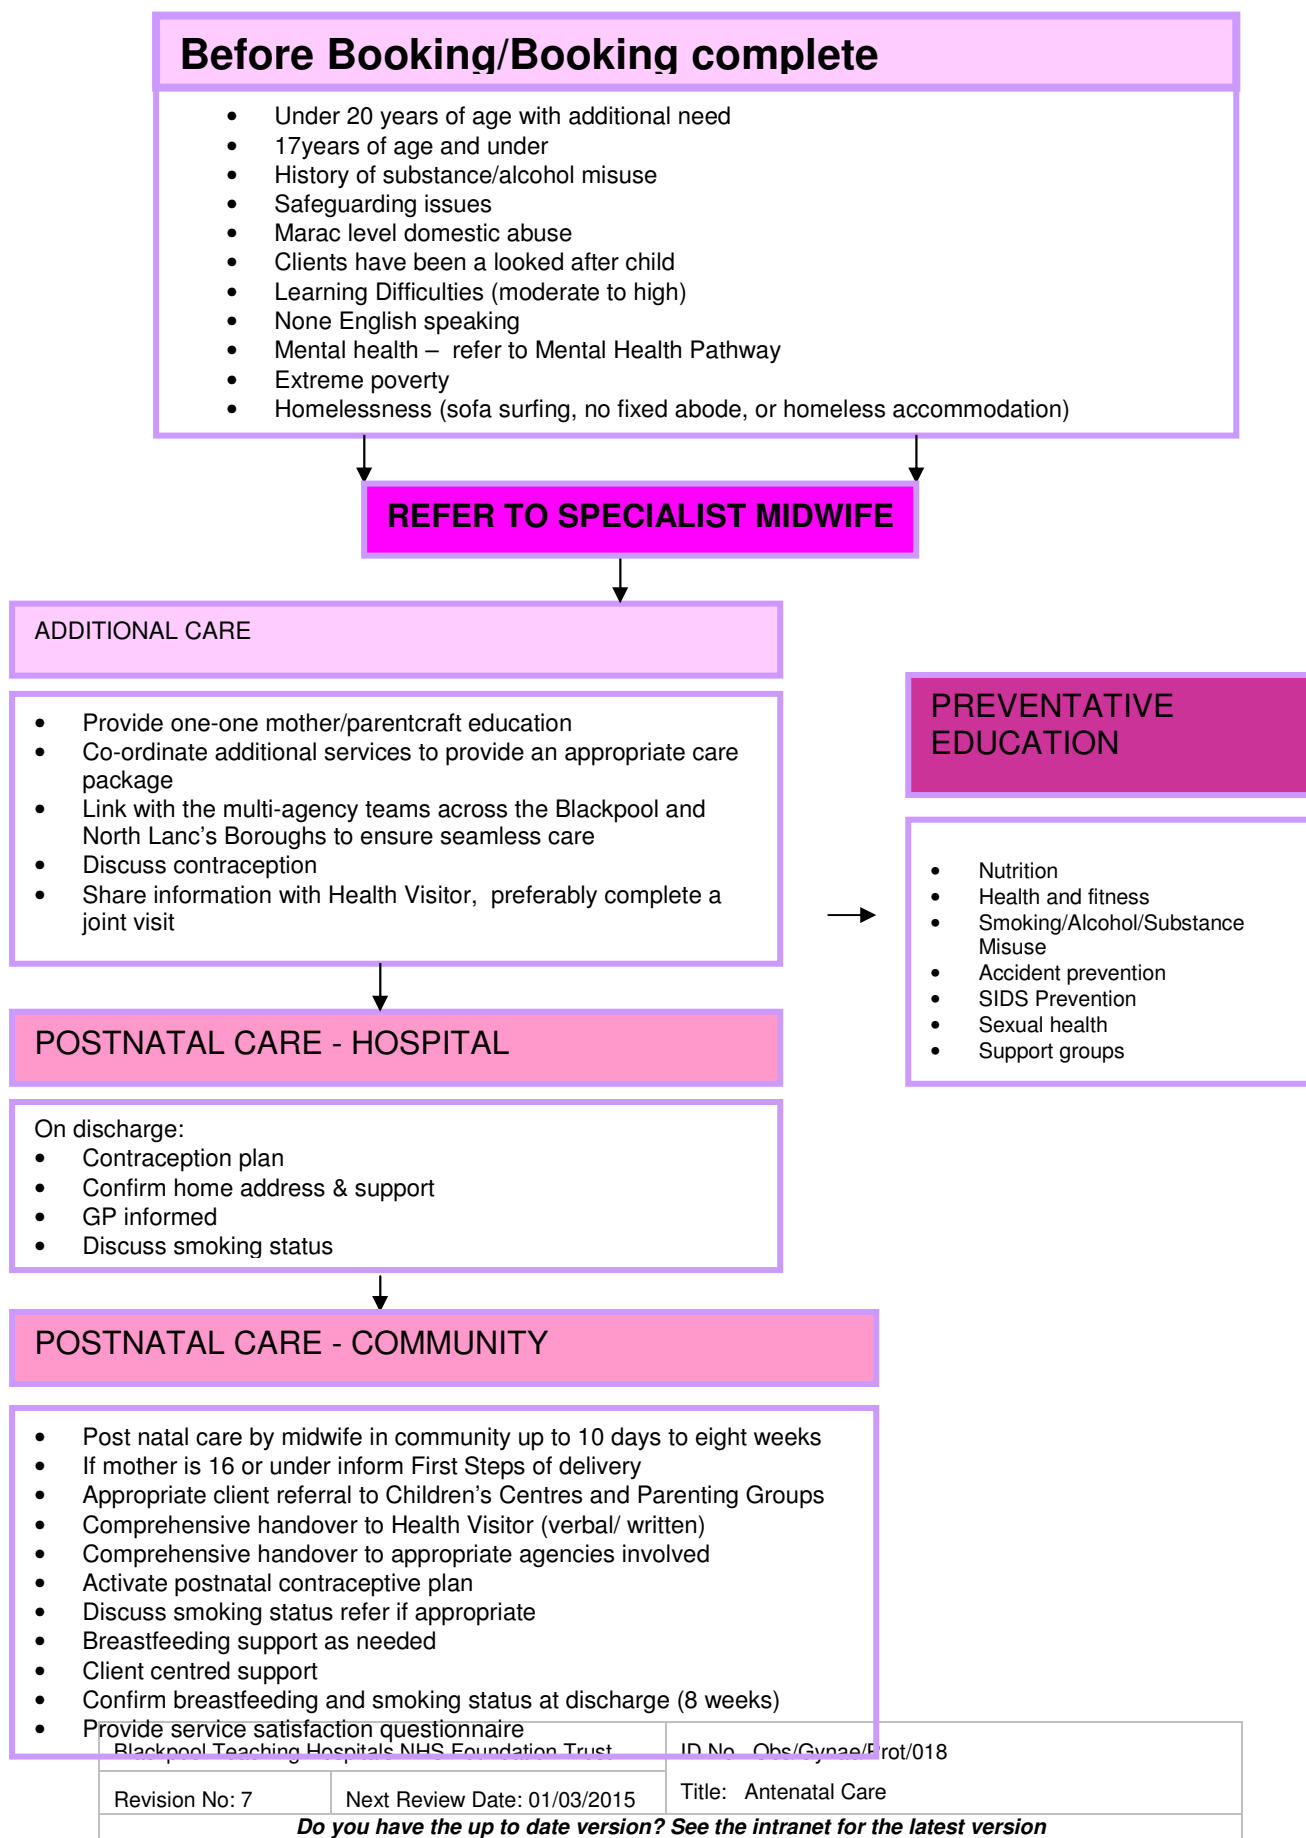 Before Booking/Booking complete
• Under 20 years of age with additional need
• 17years of age and under
• History of substance/alcohol misuse
• Safeguarding issues
• Marac level domestic abuse
• Clients have been a looked after child
• Learning Difficulties (moderate to high)
• None English speaking
• Mental health – refer to Mental Health Pathway
• Extreme poverty
• Homelessness (sofa surfing, no fixed abode, or homeless accommodation)
REFER TO SPECIALIST MIDWIFE
ADDITIONAL CARE
• Provide one-one mother/parentcraft education
• Co-ordinate additional services to provide an appropriate care
package
• Link with the multi-agency teams across the Blackpool and
North Lanc's Boroughs to ensure seamless care
• Discuss contraception
• Share information with Health Visitor, preferably complete a
joint visit
PREVENTATIVE
EDUCATION
• Nutrition
• Health and fitness
• Smoking/Alcohol/Substance
Misuse
• Accident prevention
• SIDS Prevention
• Sexual health
• Support groups
POSTNATAL CARE - HOSPITAL
On discharge:
• Contraception plan
• Confirm home address & support
• GP informed
• Discuss smoking status
POSTNATAL CARE - COMMUNITY
• Post natal care by midwife in community up to 10 days to eight weeks
• If mother is 16 or under inform First Steps of delivery
• Appropriate client referral to Children's Centres and Parenting Groups
• Comprehensive handover to Health Visitor (verbal/ written)
• Comprehensive handover to appropriate agencies involved
• Activate postnatal contraceptive plan
• Discuss smoking status refer if appropriate
• Breastfeeding support as needed
• Client centred support
• Confirm breastfeeding and smoking status at discharge (8 weeks)
• Provide service satisfaction questionnaire
Blackpool Teaching Hospitals NHS Foundation Trust
ID No. Obs/Gynae/Prot/018
Revision No: 7
Next Review Date: 01/03/2015
Title: Antenatal Care
Do you have the up to date version? See the intranet for the latest version